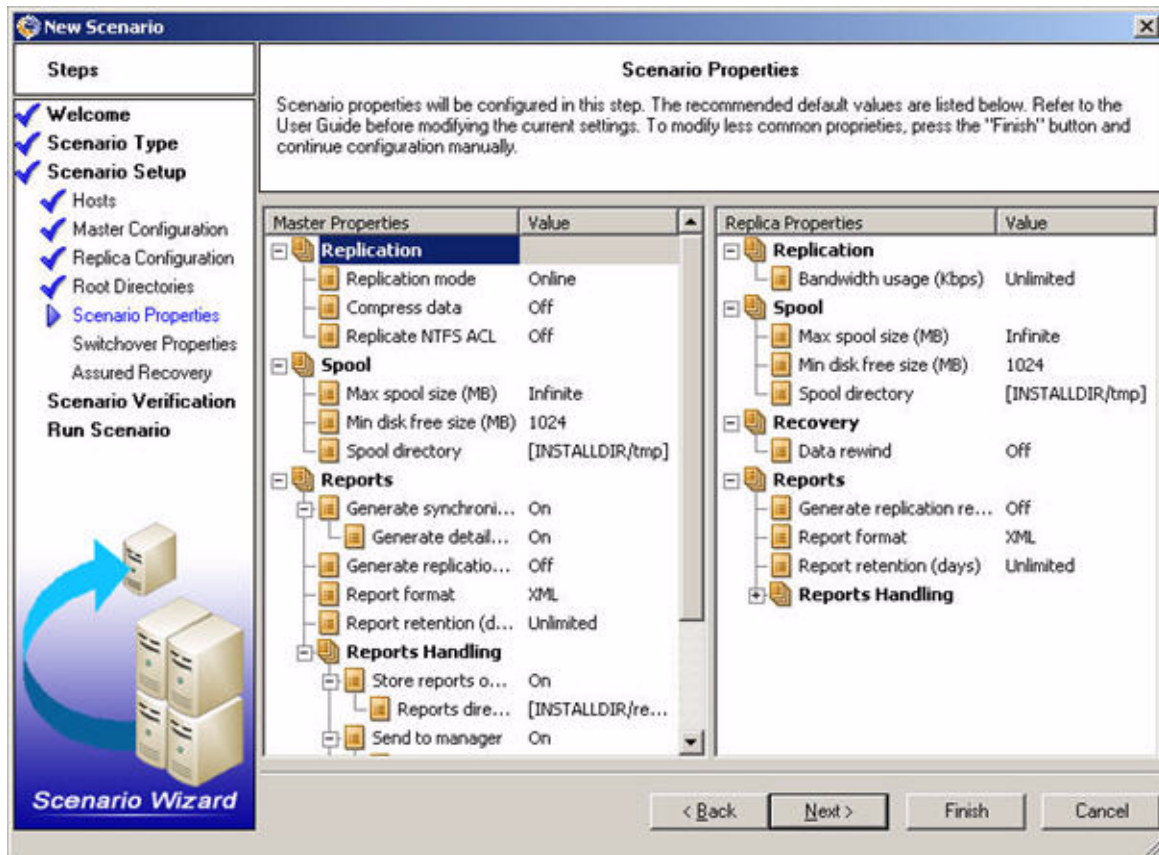 New Scenario
Steps
Welcome
Scenario Type
Scenario Setup
Hosts
Master Configuration
Replica Configuration
Root Directories
Scenario Properties
Switchover Properties
Assured Recovery
Scenario Verification
Run Scenario
Scenario Wizard
Scenario Properties
Scenario properties will be configured in this step. The recommended default values are listed below. Refer to the
User Guide before modifying the current settings. To modify less common proprieties, press the "Finish" button and
continue configuration manually.
Master Properties Value
Replication
Replication mode Online
Compress data Off
Replicate NTFS ACL Off
Spool
Max spool size (MB) Infinite
Min disk free size (MB) 1024
Spool directory [INSTALLDIR/tmp]
Reports
Generate synchroni... On
Generate detail... On
Generate replicatio... Off
Report format XML
Report retention (d... Unlimited
Reports Handling
Store reports o... On
Reports dire... [INSTALLDIR/re...
Send to manager On
Replica Properties Value
Replication
Bandwidth usage (Kbps) Unlimited
Spool
Max spool size (MB) Infinite
Min disk free size (MB) 1024
Spool directory [INSTALLDIR/tmp]
Recovery
Data rewind Off
Reports
Generate replication re... Off
Report format XML
Report retention (days) Unlimited
Reports Handling
< Back Next > Finish Cancel